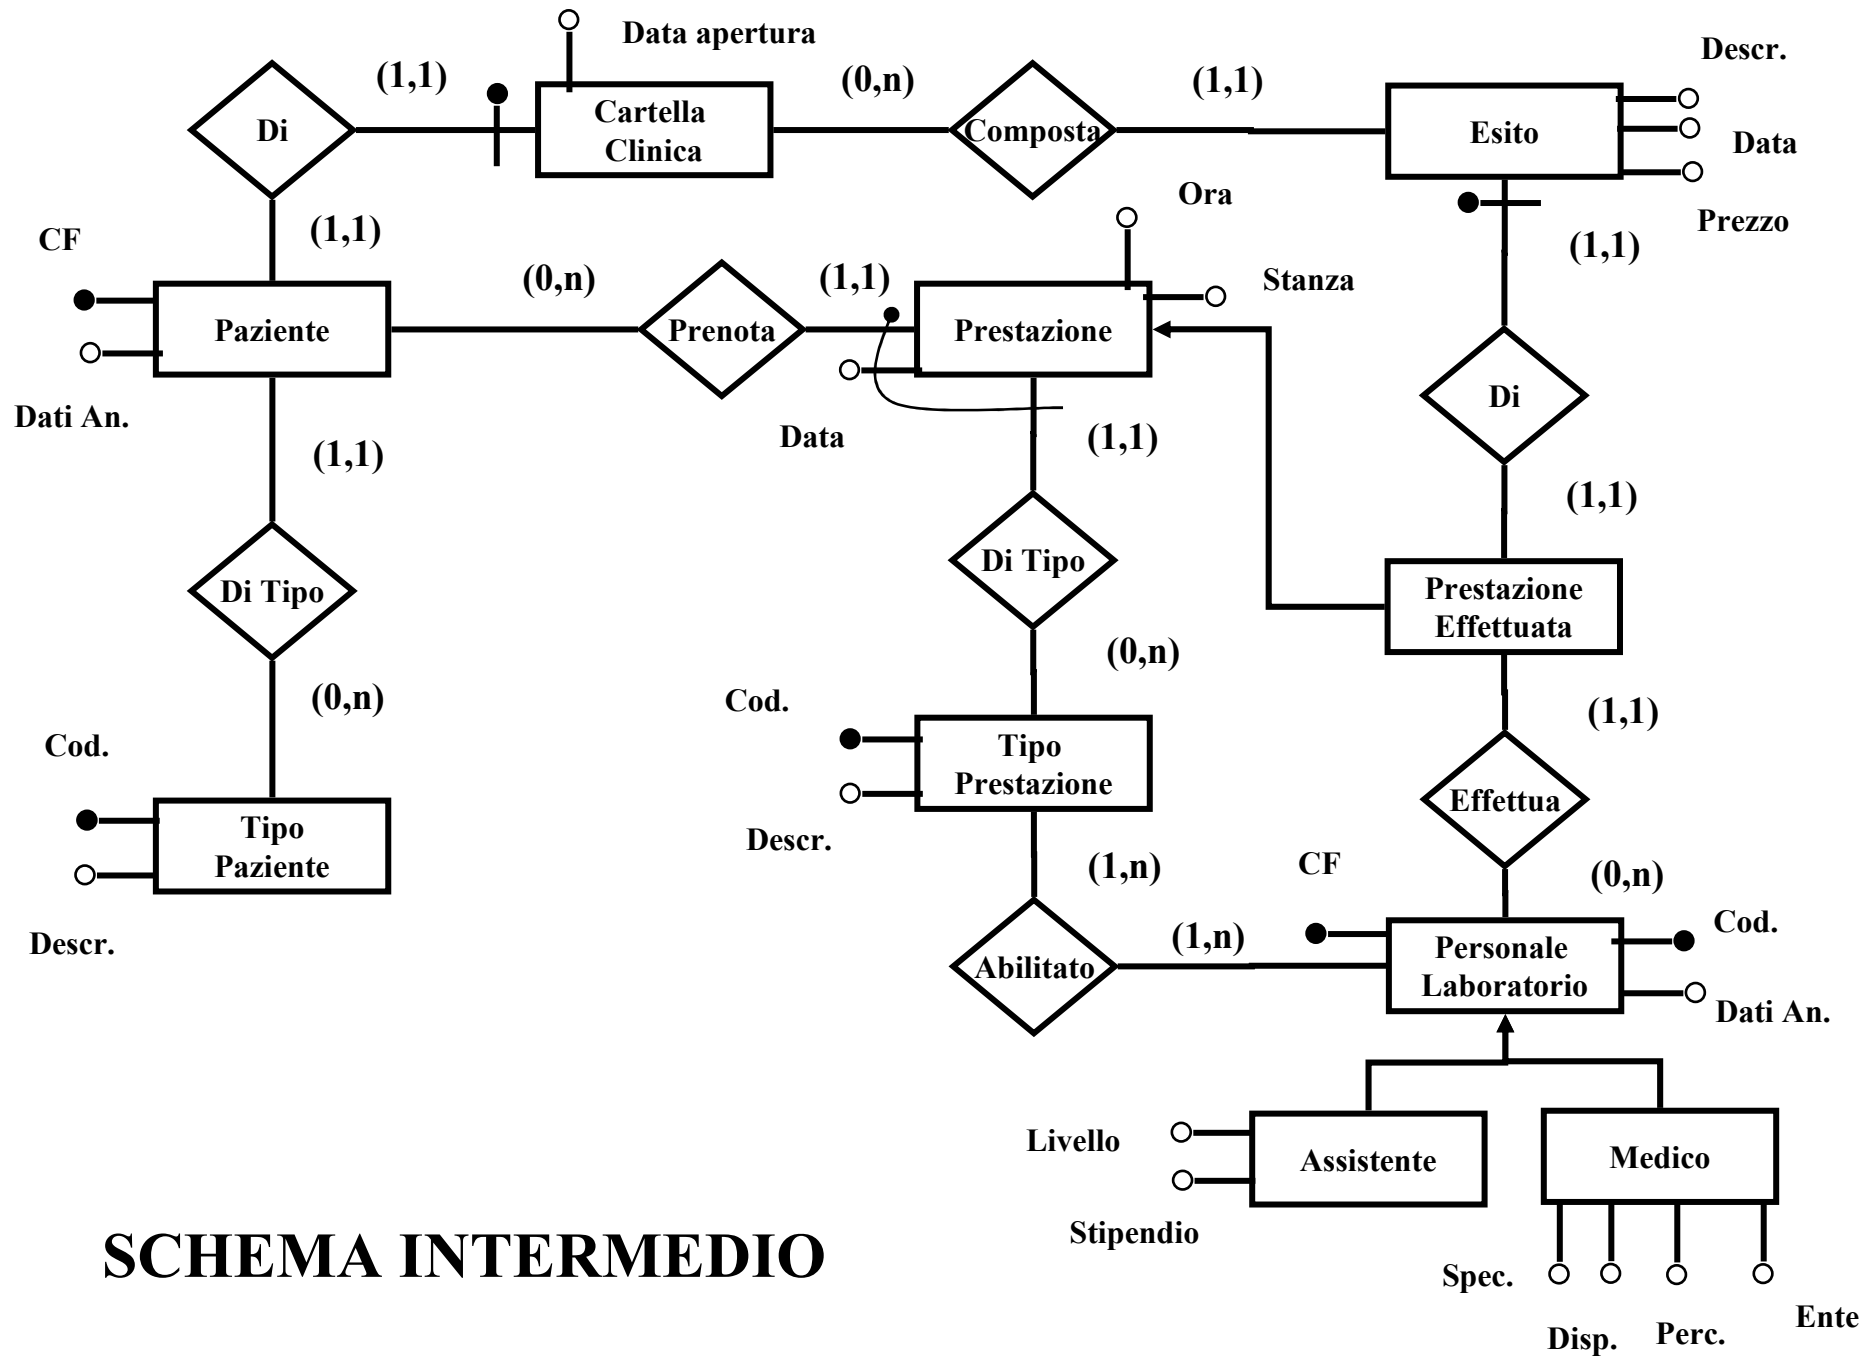 Data apertura
Descr.
(1,1)
(0,n)
(1,1)
Di
Cartella
Clinica
Composta
Esito
Data
Ora
Prezzo
CF
(1,1)
(1,1)
(0,n)
(1,1)
Stanza
Paziente
Prenota
Prestazione
Dati An.
Data
(1,1)
Di
(1,1)
(1,1)
Di Tipo
Di Tipo
Prestazione
Effettuata
(0,n)
(0,n)
Cod.
(1,1)
Cod.
Tipo
Prestazione
Effettua
Tipo
Paziente
Descr.
(1,n)
CF
(0,n)
Descr.
Cod.
(1,n)
Abilitato
Personale
Laboratorio
Dati An.
Livello
Assistente
Medico
Stipendio
SCHEMA INTERMEDIO
Spec.
Disp.
Perc.
Ente